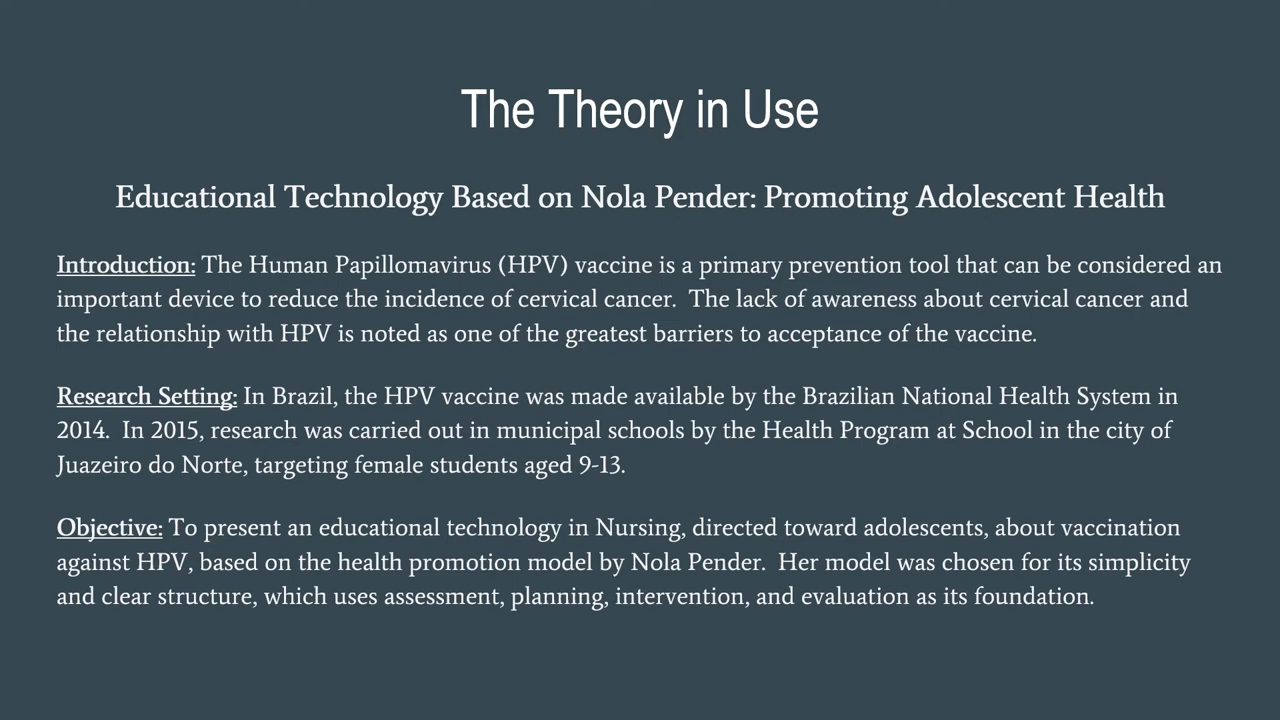 The Theory in Use
Educational Technology Based on Nola Pender: Promoting Adolescent Health
Introduction: The Human Papillomavirus (HPV) vaccine is a primary prevention tool that can be considered an
important device to reduce the incidence of cervical cancer.  The lack of awareness about cervical cancer and
the relationship with HPV is noted as one of the greatest barriers to acceptance of the vaccine.
Research Setting: In Brazil, the HPV vaccine was made available by the Brazilian National Health System in
2014.  In 2015, research was carried out in municipal schools by the Health Program at School in the city of
Juazeiro do Norte, targeting female students aged 9-13.
Objective: To present an educational technology in Nursing, directed toward adolescents, about vaccination
against HPV, based on the health promotion model by Nola Pender.  Her model was chosen for its simplicity
and clear structure, which uses assessment, planning, intervention, and evaluation as its foundation.